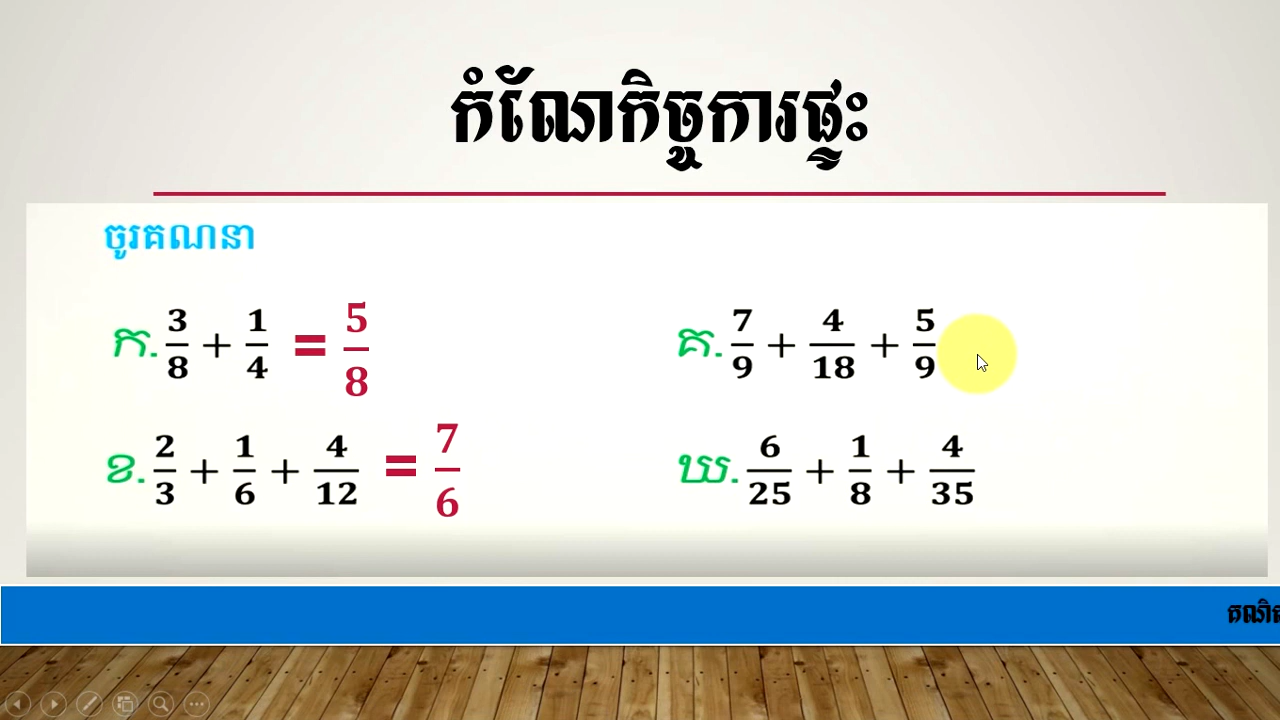 កំណែកិច្ចការផ្ទះ
ចូរគណនា
ក. 3/8 + 1/4 = 5/8
ខ. 2/3 + 1/6 + 4/12 = 7/6
គ. 7/9 + 4/18 + 5/9
ឃ. 6/25 + 1/8 + 4/35